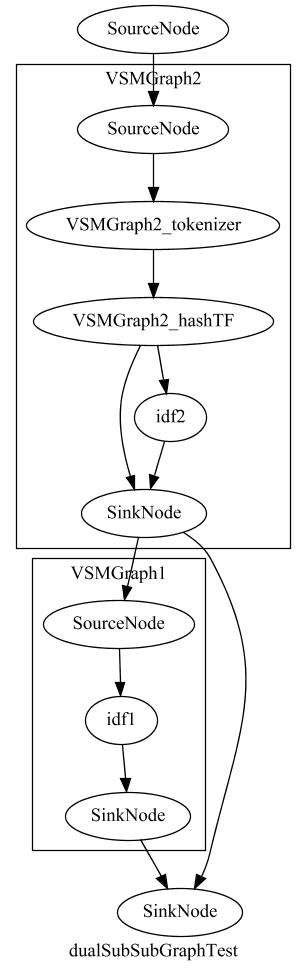 SourceNode
VSMGraph2
SourceNode
VSMGraph2_tokenizer
VSMGraph2_hashTF
idf2
SinkNode
VSMGraph1
SourceNode
idf1
SinkNode
SinkNode
dualSubSubGraphTest